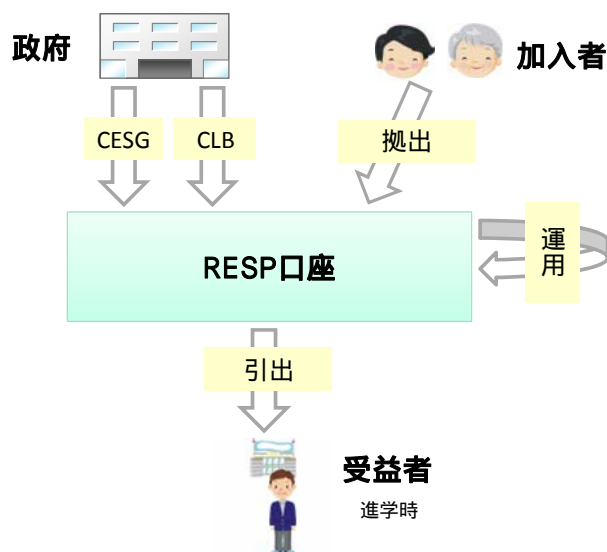 政府
加入者
CESG
CLB
拠出
RESP口座
運用
引出
受益者
進学時